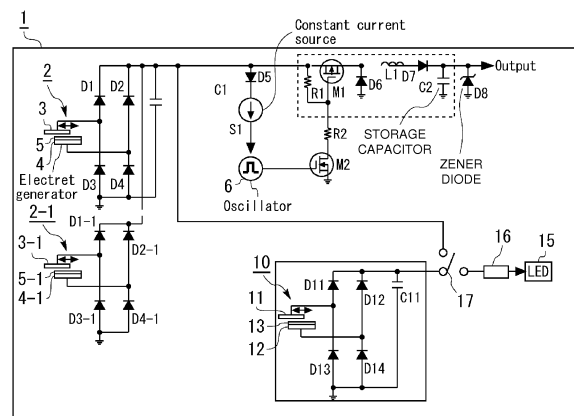 1
Constant current
source
2
D1
D2
D5
C1
R1
M1
D6
L1
D7
C2
D8
Output
3
5
4
S1
R2
STORAGE
CAPACITOR
ZENER
DIODE
Electret
generator
D3
D4
6
M2
Oscillator
2-1
D1-1
D2-1
3-1
5-1
4-1
D3-1
D4-1
10
11
13
12
D11
D12
C11
D13
D14
16
15
LED
17